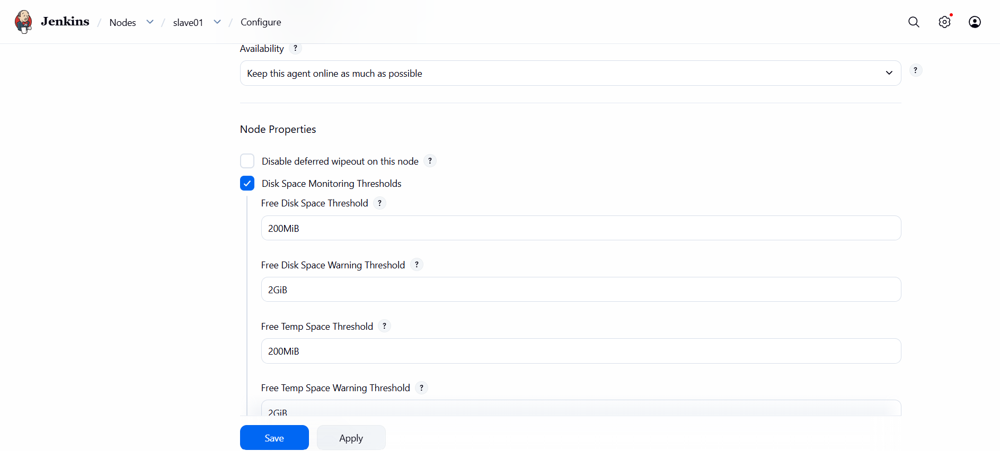 Jenkins / Nodes / slave01 / Configure
Availability ?
Keep this agent online as much as possible ?
Node Properties
Disable deferred wipeout on this node ?
Disk Space Monitoring Thresholds
Free Disk Space Threshold ?
200MiB
Free Disk Space Warning Threshold ?
2GiB
Free Temp Space Threshold ?
200MiB
Free Temp Space Warning Threshold ?
2GiB
Save Apply